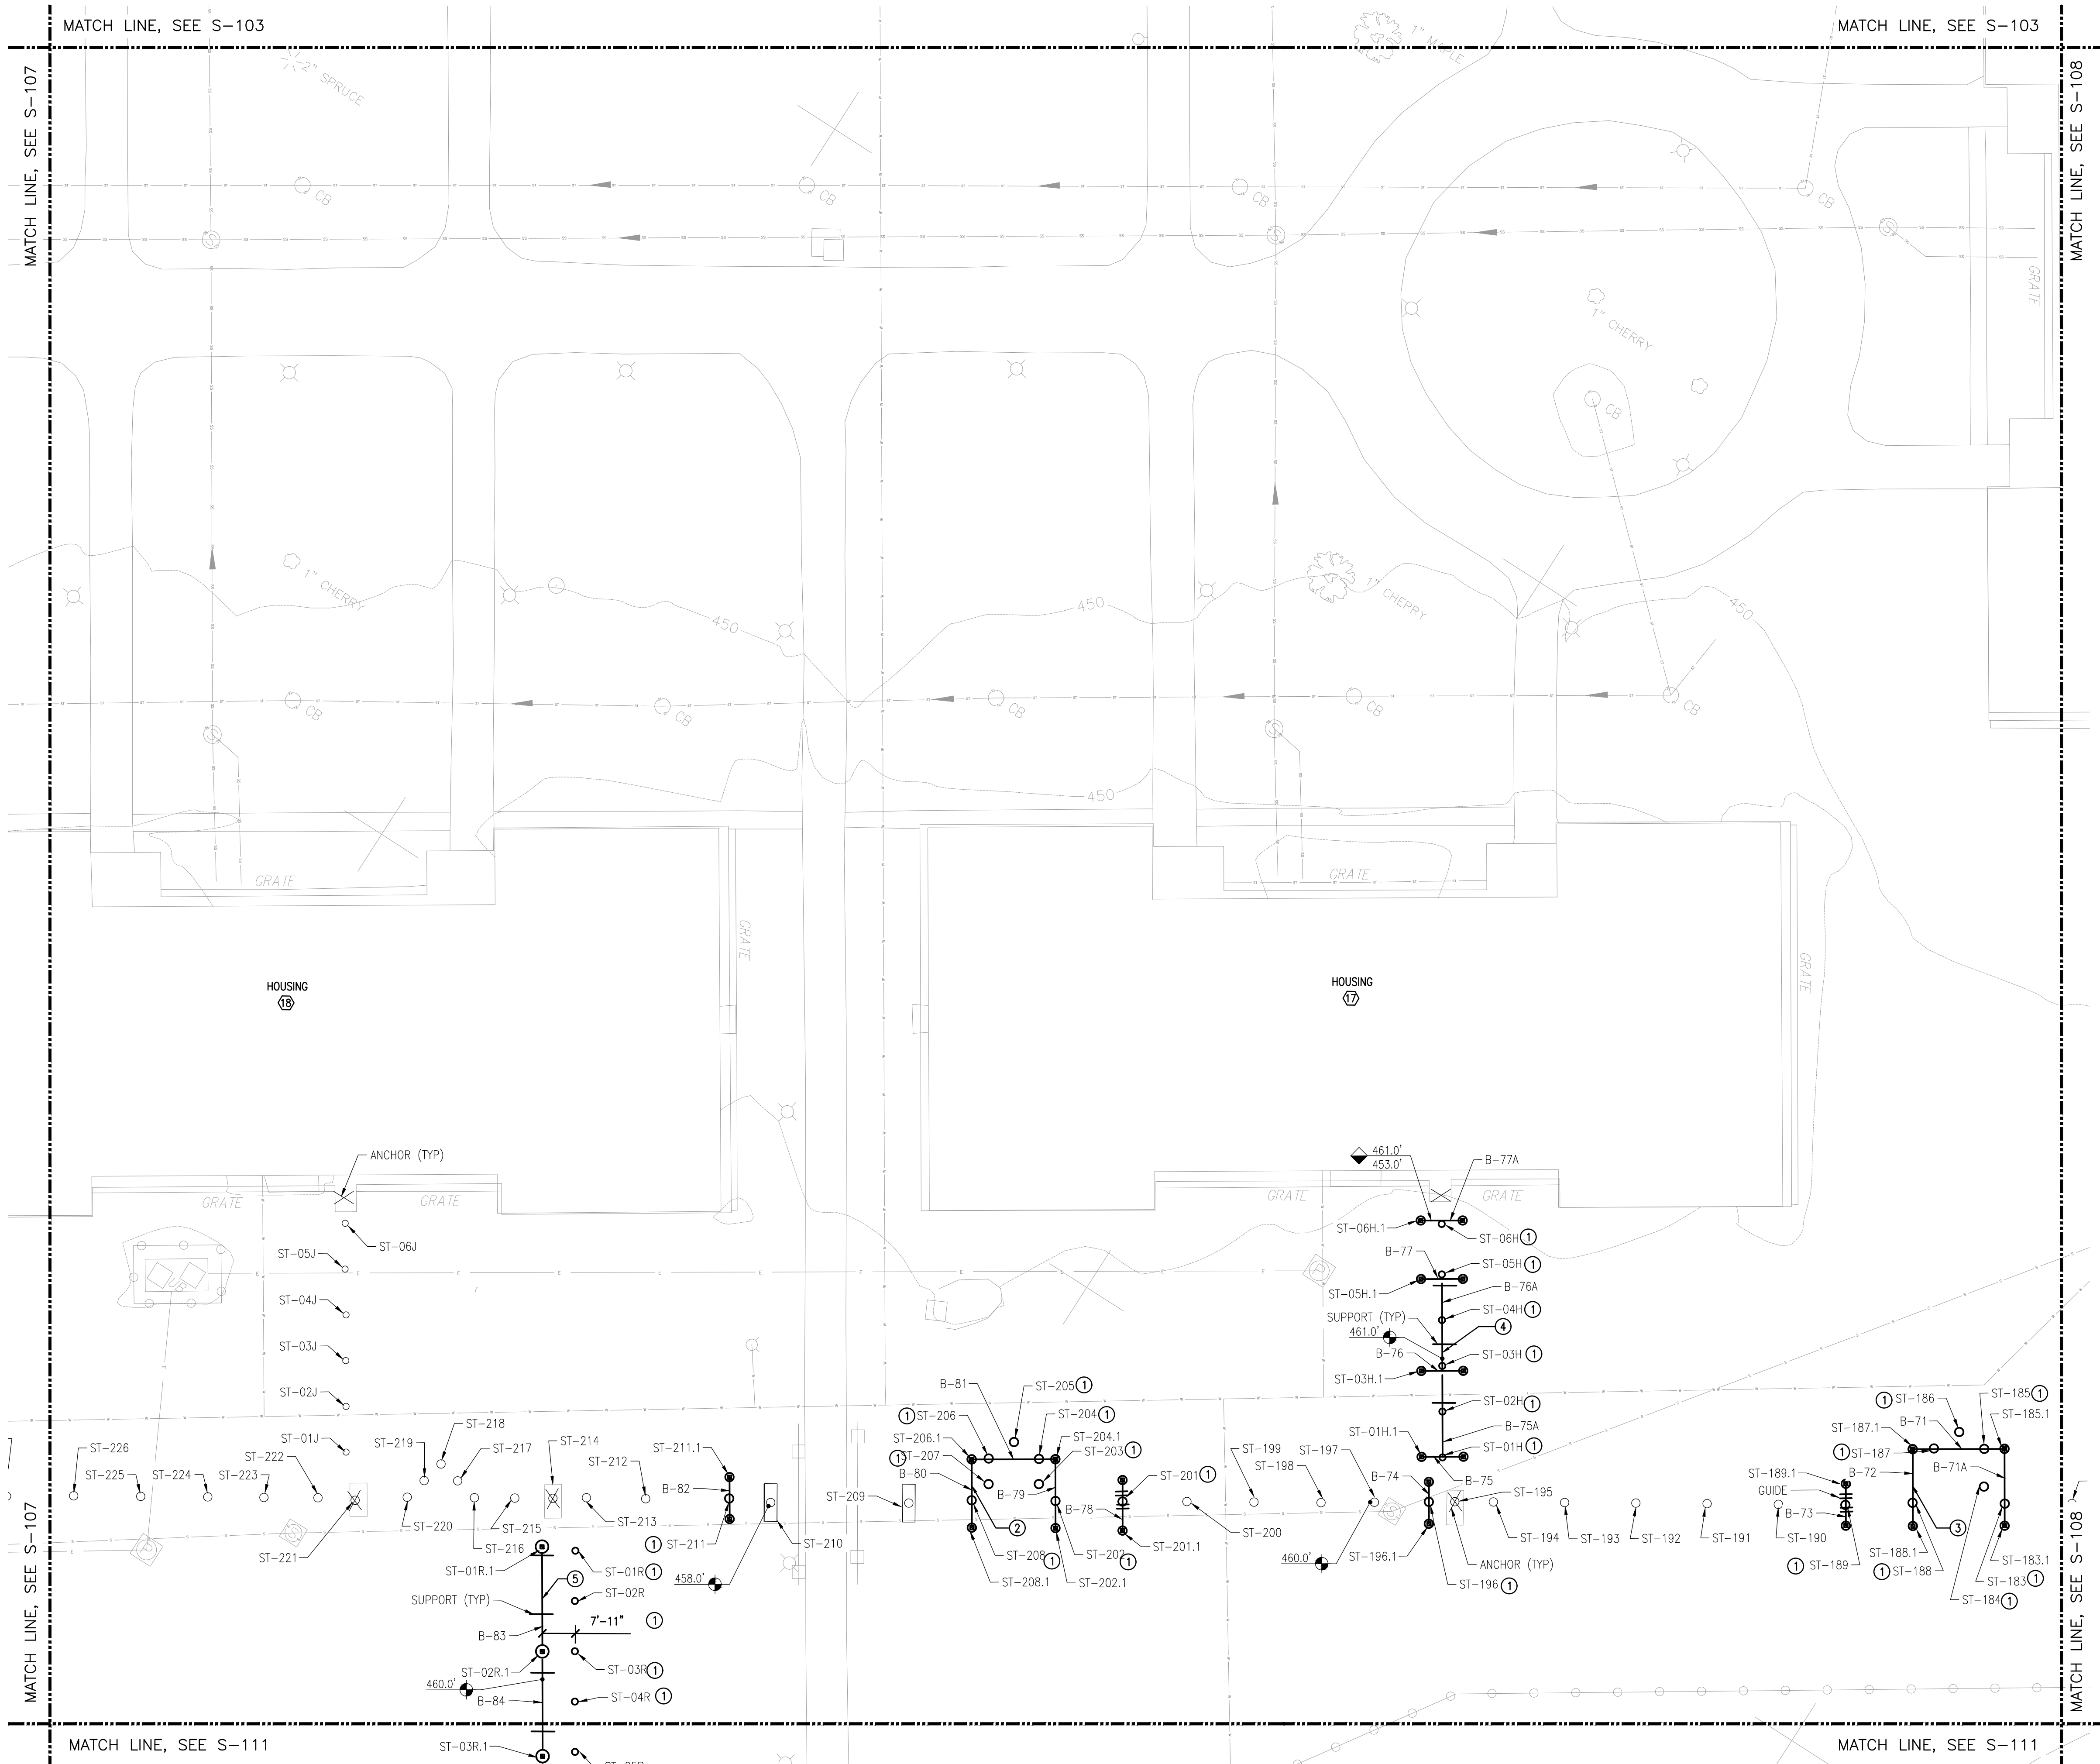 MATCH LINE, SEE S-103
MATCH LINE, SEE S-103
MATCH LINE, SEE S-107
MATCH LINE, SEE S-108
2" SPRUCE
1" MAPLE
CB
CB
CB
CB
S
S
S
GRATE
1" CHERRY
CB
1" CHERRY
1" CHERRY
450
450
450
CB
CB
CB
CB
CB
S
S
450
GRATE
GRATE
GRATE
GRATE
HOUSING
18
HOUSING
17
ANCHOR (TYP)
461.0'
453.0'
B-77A
GRATE
GRATE
GRATE
GRATE
ST-06H.1
ST-06H 1
ST-06J
ST-05J
B-77
ST-05H 1
ST-05H.1
B-76A
ST-04J
ST-04H 1
SUPPORT (TYP)
4
461.0'
ST-03J
B-76
ST-03H 1
ST-03H.1
ST-02J
B-81
ST-205 1
ST-02H 1
1 ST-186
ST-185 1
1 ST-206
ST-204 1
B-71
ST-185.1
ST-01J
ST-218
ST-219
ST-217
ST-214
ST-211.1
ST-206.1
ST-204.1
ST-01H.1
B-75A
ST-187.1
ST-226
ST-222
ST-212
1 ST-207
ST-203 1
ST-199
ST-197
ST-01H 1
1 ST-187
ST-225
ST-224
ST-223
B-82
B-80
B-79
ST-201 1
ST-198
B-74
B-75
ST-189.1
B-72
B-71A
GUIDE
ST-209
B-78
ST-195
B-73
ST-220
ST-215
ST-213
2
ST-200
ST-194
ST-193
ST-192
ST-191
ST-190
3
ST-221
ST-216
1 ST-211
ST-210
ST-208 1
ST-202 1
ST-201.1
ST-196.1
460.0'
ANCHOR (TYP)
1 ST-189
ST-188.1
1 ST-188
ST-183.1
ST-183 1
ST-184 1
ST-01R.1
5
ST-01R 1
458.0'
ST-208.1
ST-202.1
ST-196 1
SUPPORT (TYP)
ST-02R
1
7'-11"
B-83
ST-02R.1
ST-03R 1
460.0'
B-84
ST-04R 1
MATCH LINE, SEE S-107
MATCH LINE, SEE S-108
MATCH LINE, SEE S-111
ST-03R.1
MATCH LINE, SEE S-111